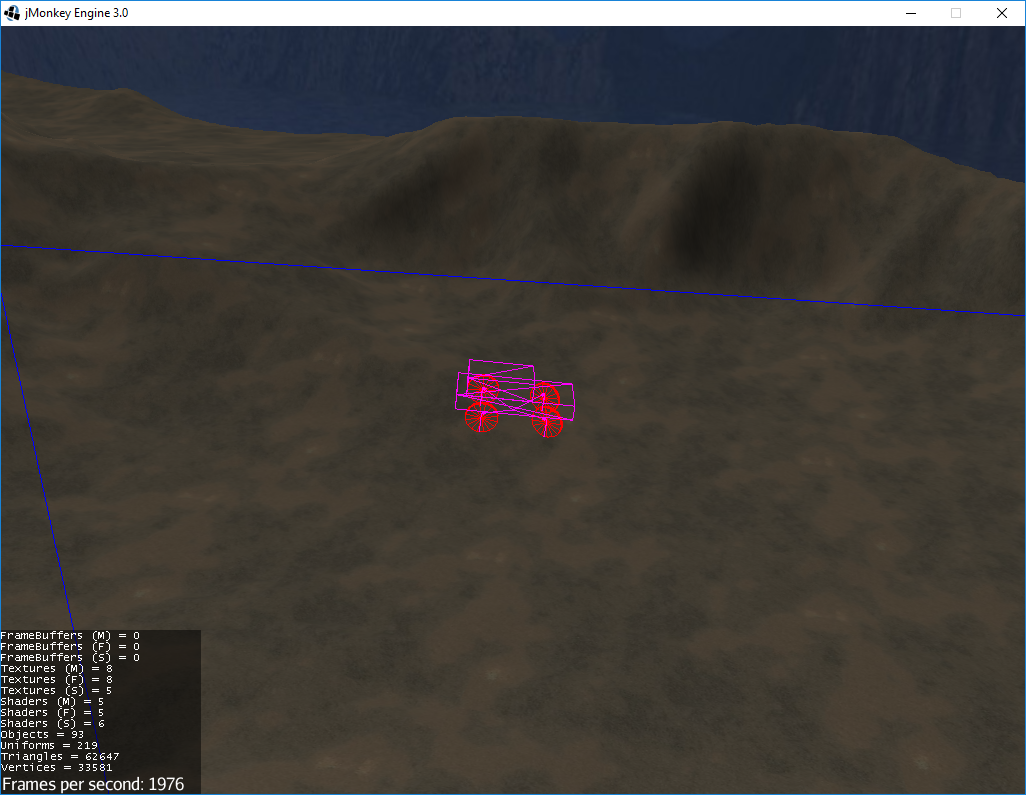 jMonkey Engine 3.0
FrameBuffers (M) = 0
FrameBuffers (F) = 0
FrameBuffers (S) = 0
Textures (M) = 8
Textures (F) = 8
Textures (S) = 5
Shaders (M) = 5
Shaders (F) = 5
Shaders (S) = 6
Objects = 93
Uniforms = 219
Triangles = 62647
Vertices = 33581
Frames per second: 1976